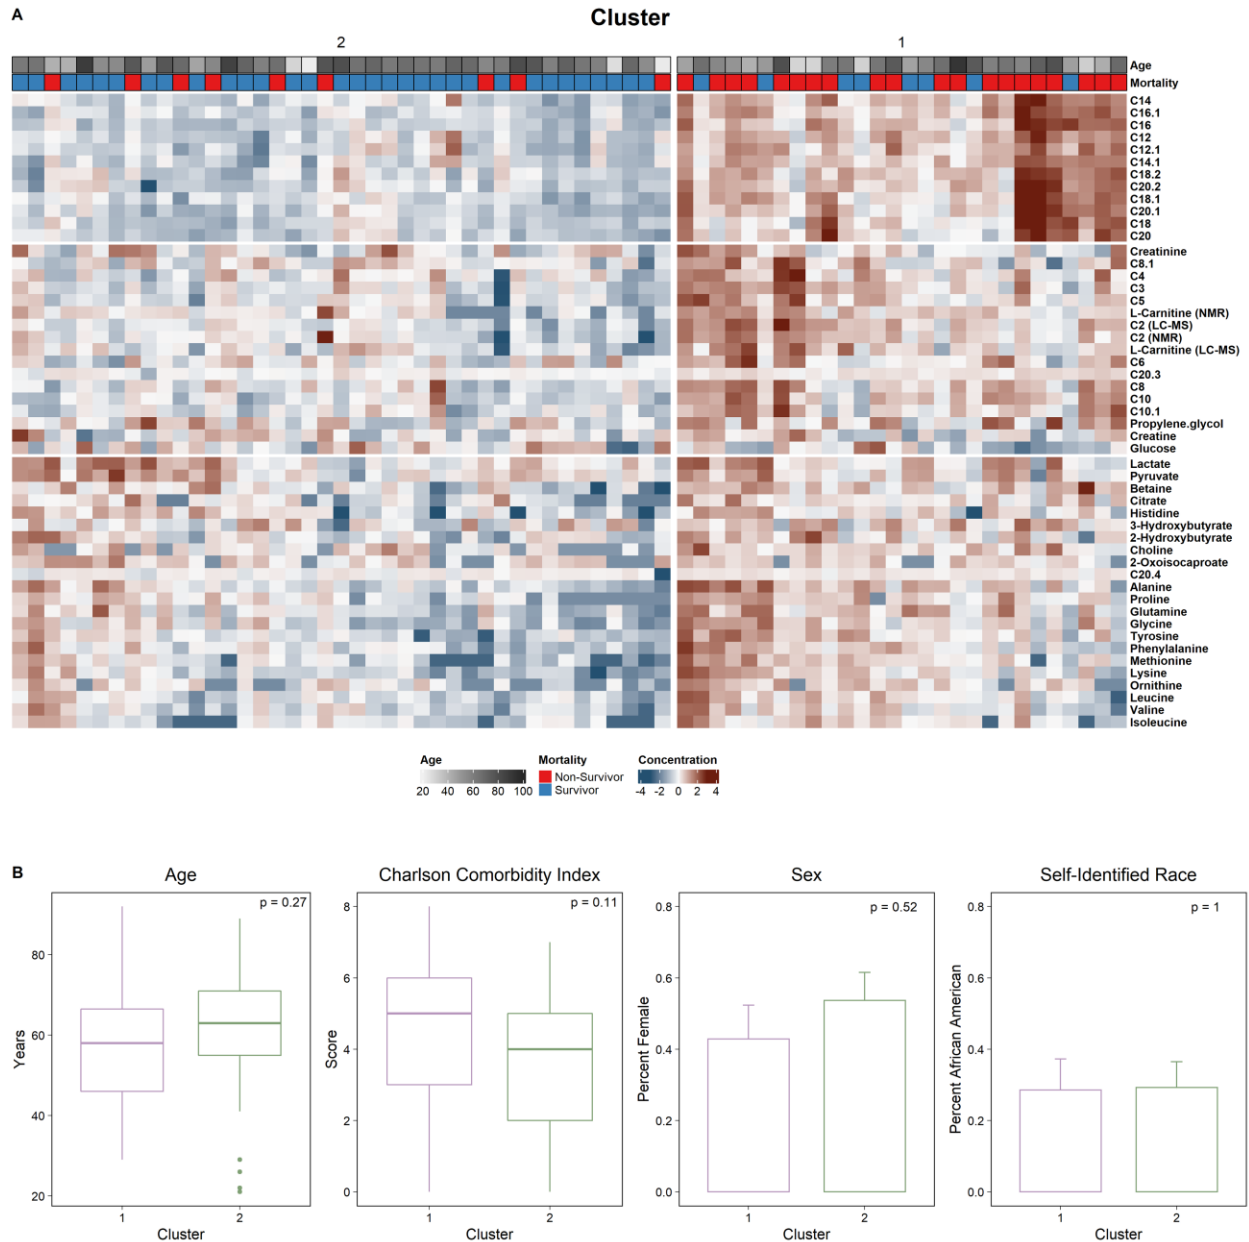 A
Cluster
2
1
Age
Mortality
C14
C16.1
C16
C12
C12.1
C14.1
C18.2
C20.2
C18.1
C20.1
C18
C20
Creatinine
C8.1
C4
C3
C5
L-Carnitine (NMR)
C2 (LC-MS)
C2 (NMR)
L-Carnitine (LC-MS)
C6
C20.3
C8
C10
C10.1
Propylene.glycol
Creatine
Glucose
Lactate
Pyruvate
Betaine
Citrate
Histidine
3-Hydroxybutyrate
2-Hydroxybutyrate
Choline
2-Oxoisocaproate
C20.4
Alanine
Proline
Glutamine
Glycine
Tyrosine
Phenylalanine
Methionine
Lysine
Ornithine
Leucine
Valine
Isoleucine
Age
20 40 60 80 100
Mortality
Non-Survivor
Survivor
Concentration
-4 -2 0 2 4
B
Age
p = 0.27
Years
80
60
40
20
1 2
Cluster
Charlson Comorbidity Index
p = 0.11
Score
8
6
4
2
0
1 2
Cluster
Sex
p = 0.52
Percent Female
0.8
0.6
0.4
0.2
0.0
1 2
Cluster
Self-Identified Race
p = 1
Percent African American
0.8
0.6
0.4
0.2
0.0
1 2
Cluster